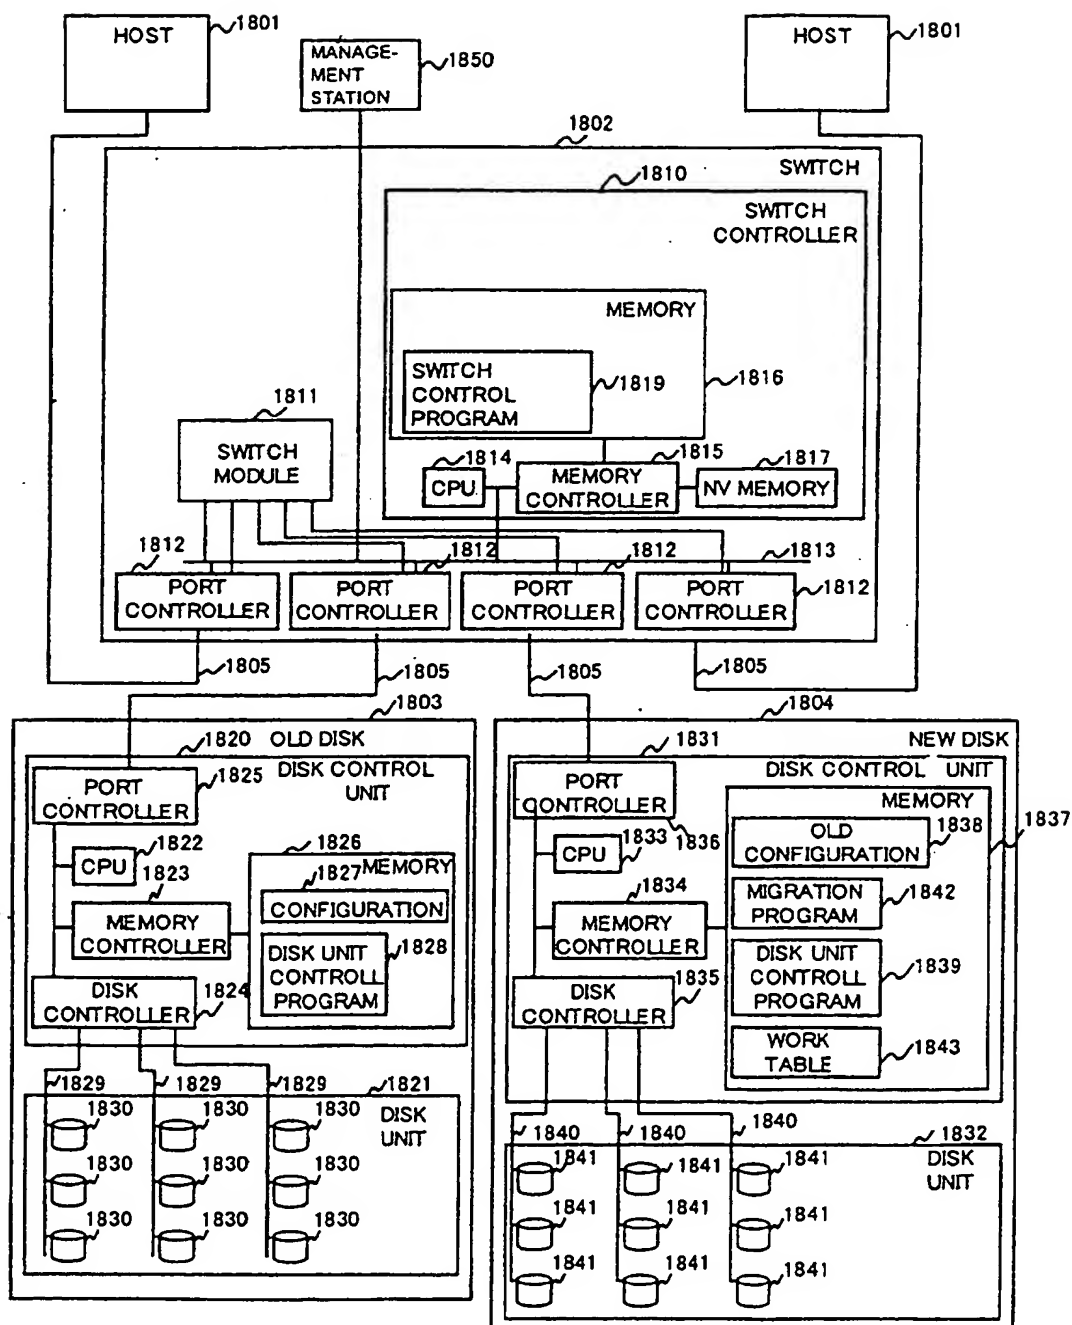 HOST
1801
MANAGE-
MENT
STATION
1850
HOST
1801
1802
SWITCH
1810
SWITCH
CONTROLLER
MEMORY
SWITCH
CONTROL
PROGRAM
1819
1816
1811
SWITCH
MODULE
1814
CPU
1815
MEMORY
CONTROLLER
1817
NV MEMORY
1812
1812
1812
1813
PORT
CONTROLLER
PORT
CONTROLLER
PORT
CONTROLLER
PORT
CONTROLLER
1812
1805
1805
1805
1805
1803
OLD DISK
1820
DISK CONTROL
UNIT
PORT
CONTROLLER
1825
1822
CPU
1823
MEMORY
CONTROLLER
1826
MEMORY
1827
CONFIGURATION
DISK UNIT
CONTROLL
PROGRAM
1828
DISK
CONTROLLER
1824
1829
1829
1829
1821
DISK
UNIT
1830
1830
1830
1830
1830
1830
1830
1830
1830
1804
NEW DISK
1831
DISK CONTROL UNIT
PORT
CONTROLLER
1836
CPU
1833
1834
MEMORY
CONTROLLER
MEMORY
1837
OLD
CONFIGURATION
1838
MIGRATION
PROGRAM
1842
DISK UNIT
CONTROLL
PROGRAM
1839
WORK
TABLE
1843
DISK
CONTROLLER
1835
1840
1840
1840
1832
DISK
UNIT
1841
1841
1841
1841
1841
1841
1841
1841
1841